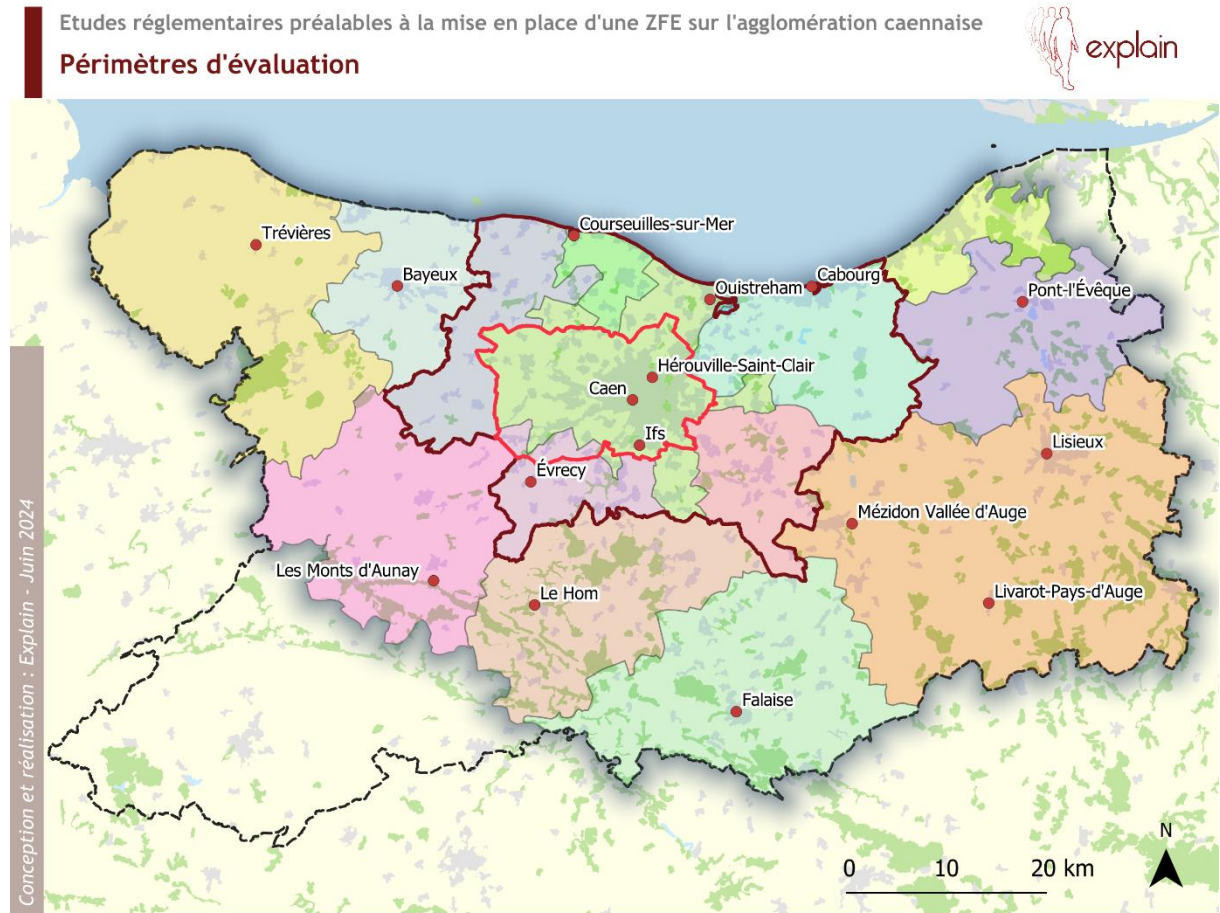 Etudes réglementaires préalables à la mise en place d'une ZFE sur l'agglomération caennaise
Périmètres d'évaluation
explain
Courseuilles-sur-Mer
Trévières
Bayeux
Cabourg
Ouistreham
Pont-l'Évêque
Hérouville-Saint-Clair
Caen
Ifs
Lisieux
Évrecy
Mézidon Vallée d'Auge
Les Monts d'Aunay
Le Hom
Livarot-Pays-d'Auge
Falaise
N
0 10 20 km
Conception et réalisation : Explain - Juin 2024